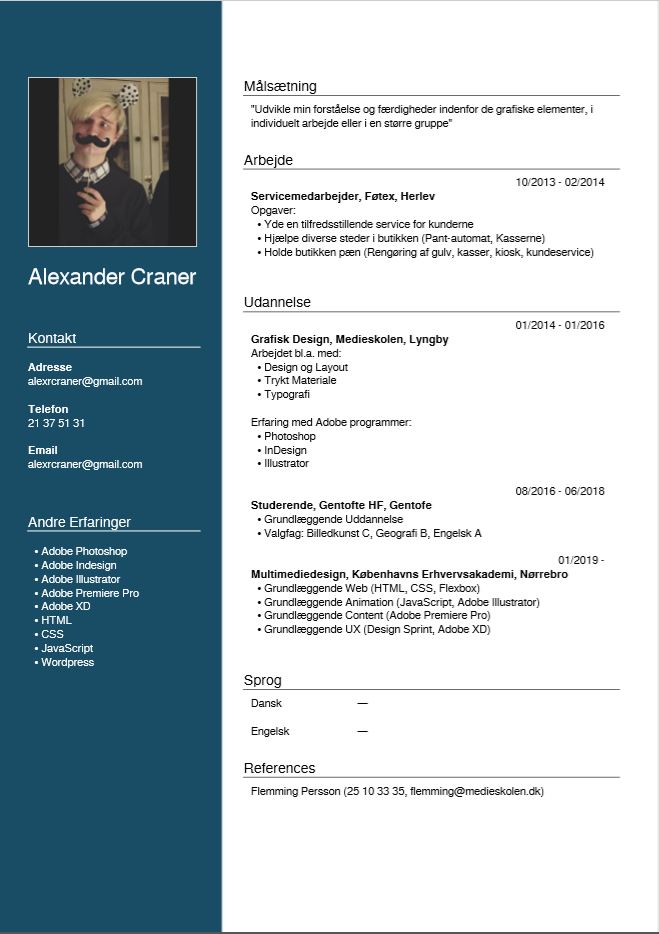 Alexander Craner
Kontakt
Adresse
alexrcraner@gmail.com
Telefon
21 37 51 31
Email
alexrcraner@gmail.com
Andre Erfaringer
• Adobe Photoshop
• Adobe Indesign
• Adobe Illustrator
• Adobe Premiere Pro
• Adobe XD
• HTML
• CSS
• JavaScript
• Wordpress
Målsætning
"Udvikle min forståelse og færdigheder indenfor de grafiske elementer, i
individuelt arbejde eller i en større gruppe"
Arbejde
10/2013 - 02/2014
Servicemedarbejder, Føtex, Herlev
Opgaver:
• Yde en tilfredsstillende service for kunderne
• Hjælpe diverse steder i butikken (Pant-automat, Kasserne)
• Holde butikken pæn (Rengøring af gulv, kasser, kiosk, kundeservice)
Udannelse
01/2014 - 01/2016
Grafisk Design, Medieskolen, Lyngby
Arbejdet bl.a. med:
• Design og Layout
• Trykt Materiale
• Typografi
Erfaring med Adobe programmer:
• Photoshop
• InDesign
• Illustrator
08/2016 - 06/2018
Studerende, Gentofte HF, Gentofe
• Grundlæggende Uddannelse
• Valgfag: Billedkunst C, Geografi B, Engelsk A
01/2019 -
Multimediedesign, Københavns Erhvervsakademi, Nørrebro
• Grundlæggende Web (HTML, CSS, Flexbox)
• Grundlæggende Animation (JavaScript, Adobe Illustrator)
• Grundlæggende Content (Adobe Premiere Pro)
• Grundlæggende UX (Design Sprint, Adobe XD)
Sprog
Dansk —
Engelsk —
References
Flemming Persson (25 10 33 35, flemming@medieskolen.dk)